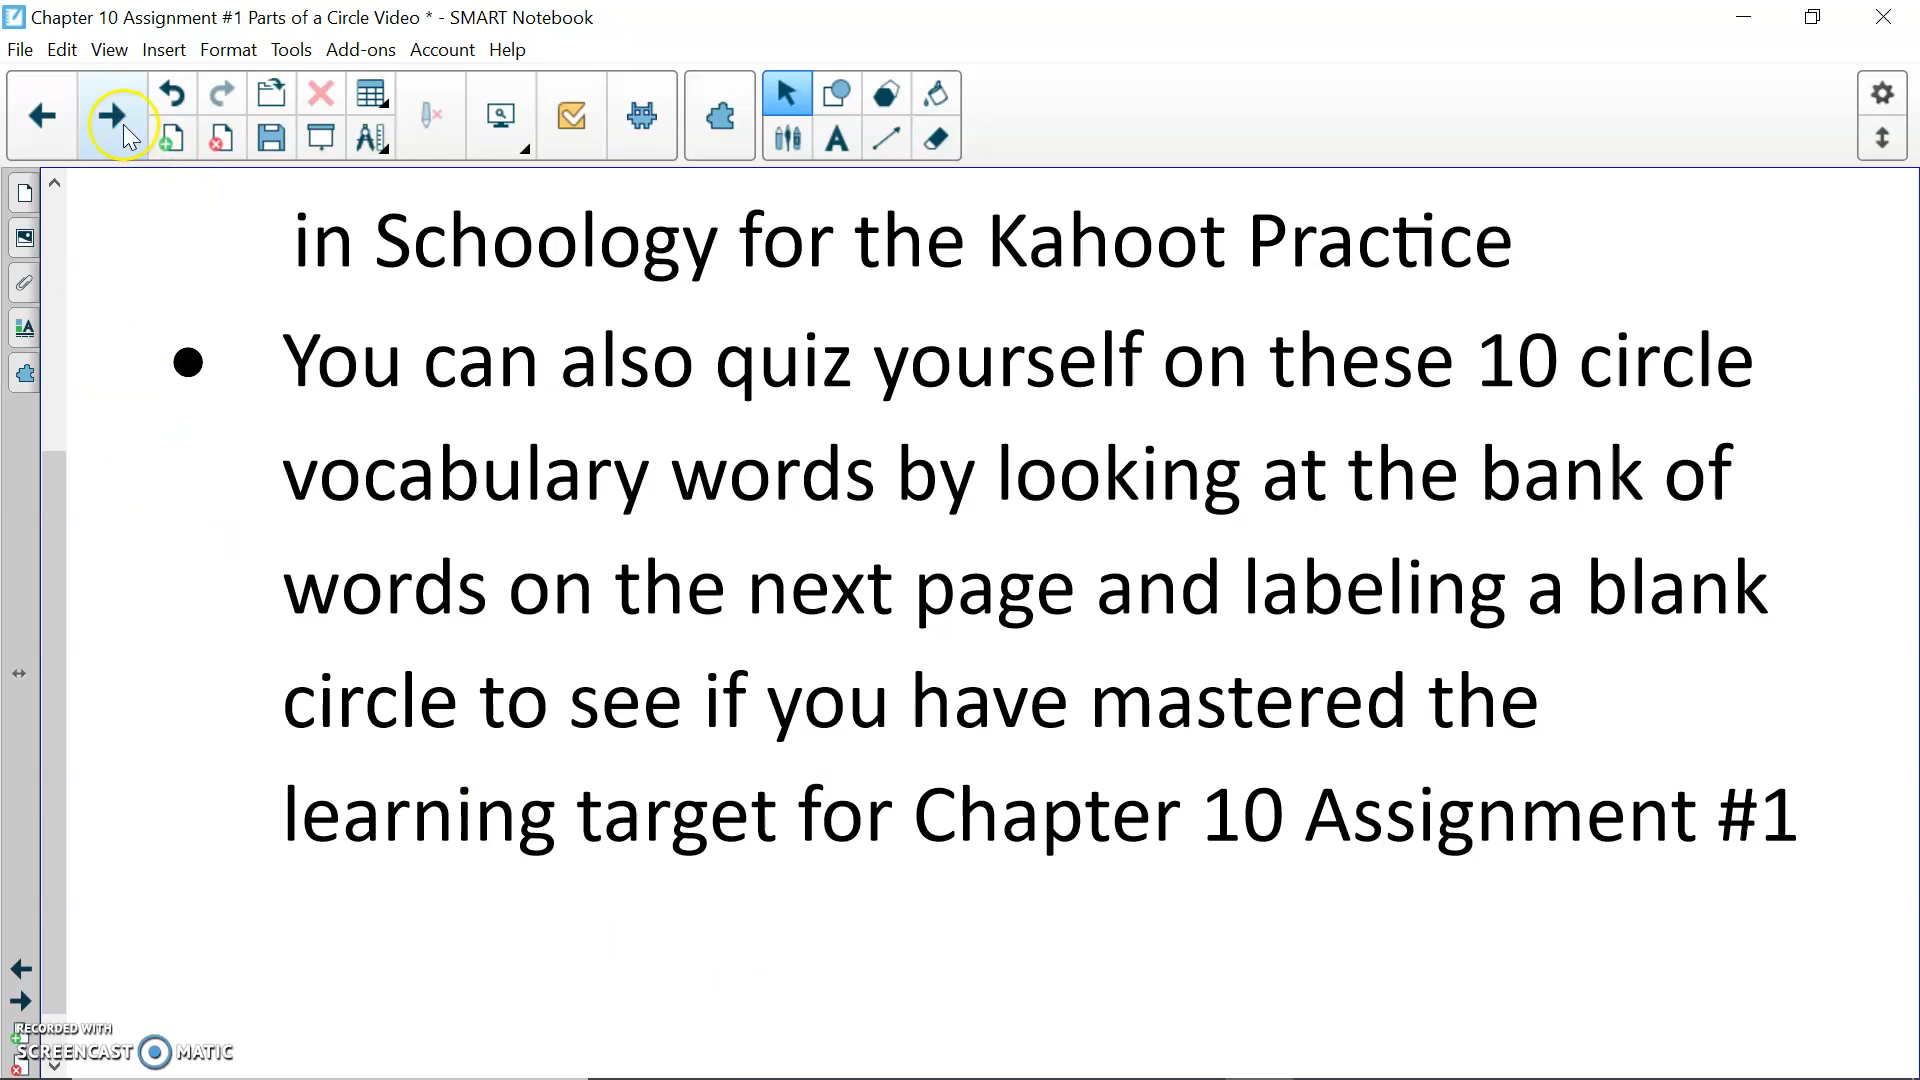 Chapter 10 Assignment #1 Parts of a Circle Video * - SMART Notebook
File Edit View Insert Format Tools Add-ons Account Help
in Schoology for the Kahoot Practice
● You can also quiz yourself on these 10 circle
vocabulary words by looking at the bank of
words on the next page and labeling a blank
circle to see if you have mastered the
learning target for Chapter 10 Assignment #1
RECORDED WITH
SCREENCAST MATIC